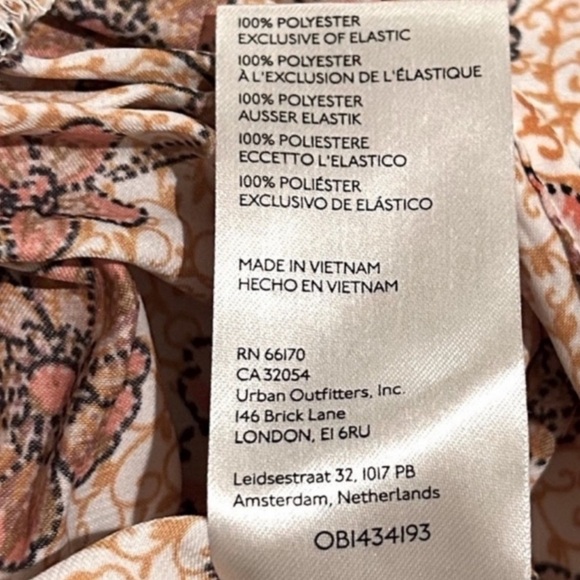 100% POLYESTER
EXCLUSIVE OF ELASTIC
100% POLYESTER
À L'EXCLUSION DE L'ÉLASTIQUE
100% POLYESTER
AUSSER ELASTIK
100% POLIESTERE
ECCETTO L'ELASTICO
100% POLIÉSTER
EXCLUSIVO DE ELÁSTICO
MADE IN VIETNAM
HECHO EN VIETNAM
RN 66170
CA 32054
Urban Outfitters, Inc.
146 Brick Lane
LONDON, E1 6RU
Leidsestraat 32, 1017 PB
Amsterdam, Netherlands
OB1434193